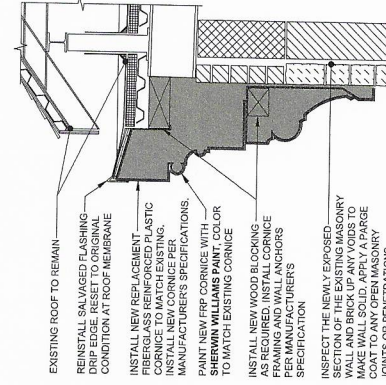 EXISTING ROOF TO REMAIN
REINSTALL SALVAGED FLASHING
DRIP EDGE, RESET TO ORIGINAL
CONDITION AT ROOF MEMBRANE
INSTALL NEW REPLACEMENT
FIBERGLASS REINFORCED PLASTIC
CORNICE TO MATCH EXISTING,
INSTALL NEW CORNICE PER
MANUFACTURER'S SPECIFICATIONS,
PAINT NEW FRP CORNICE WITH
SHERWIN WILLIAMS PAINT, COLOR
TO MATCH EXISTING CORNICE
INSTALL NEW WOOD BLOCKING
AS REQUIRED, INSTALL CORNICE
FRAMING AND WALL ANCHORS
PER MANUFACTURER'S
SPECIFICATION
INSPECT THE NEWLY EXPOSED
SECTION OF THE EXISTING MASONRY
WALL AND BRICK UP ANY VOIDS TO
MAKE WALL SOLID. APPLY A PARGE
COAT TO ANY OPEN MASONRY
JOINTS OR PENETRATIONS